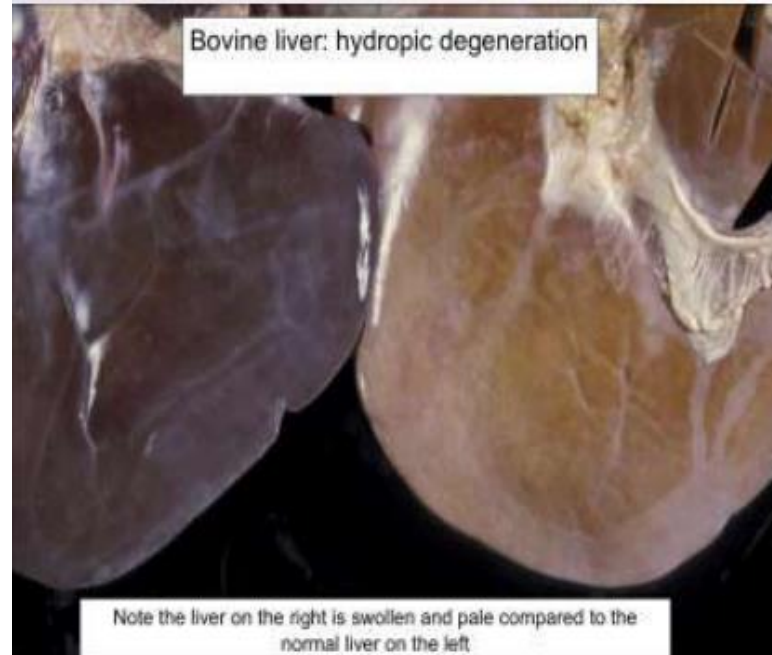 Bovine liver: hydropic degeneration
Note the liver on the right is swollen and pale compared to the
normal liver on the left